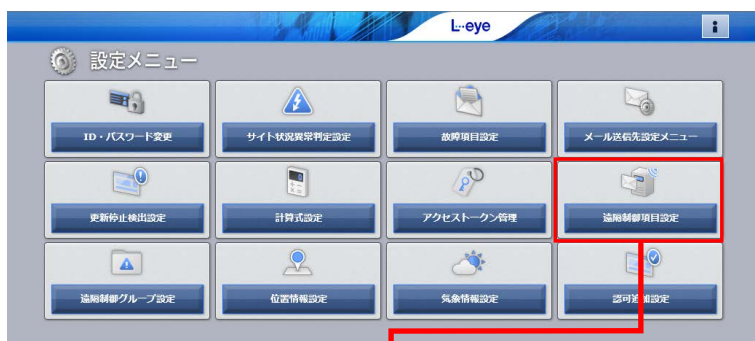 L・eye
i
設定メニュー
ID・パスワード変更
サイト状況異常判定設定
故障項目設定
メール送信先設定メニュー
更新停止検出設定
計算式設定
アクセストークン管理
遠隔制御項目設定
遠隔制御グループ設定
位置情報設定
気象情報設定
認可追加設定